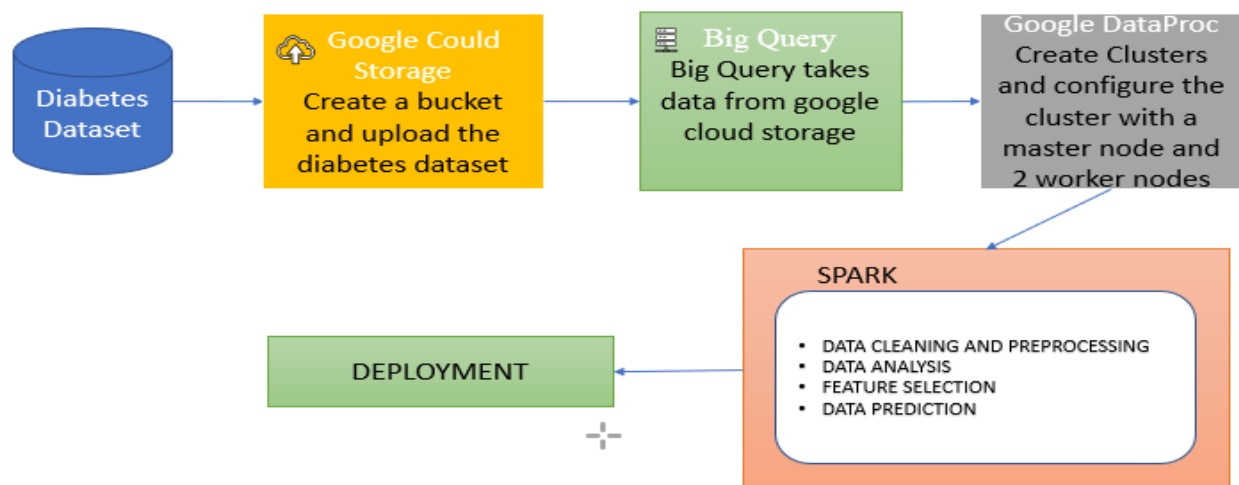 Diabetes
Dataset
Google Could
Storage
Create a bucket
and upload the
diabetes dataset
Big Query
Big Query takes
data from google
cloud storage
Google DataProc
Create Clusters
and configure the
cluster with a
master node and
2 worker nodes
SPARK
• DATA CLEANING AND PREPROCESSING
• DATA ANALYSIS
• FEATURE SELECTION
• DATA PREDICTION
DEPLOYMENT